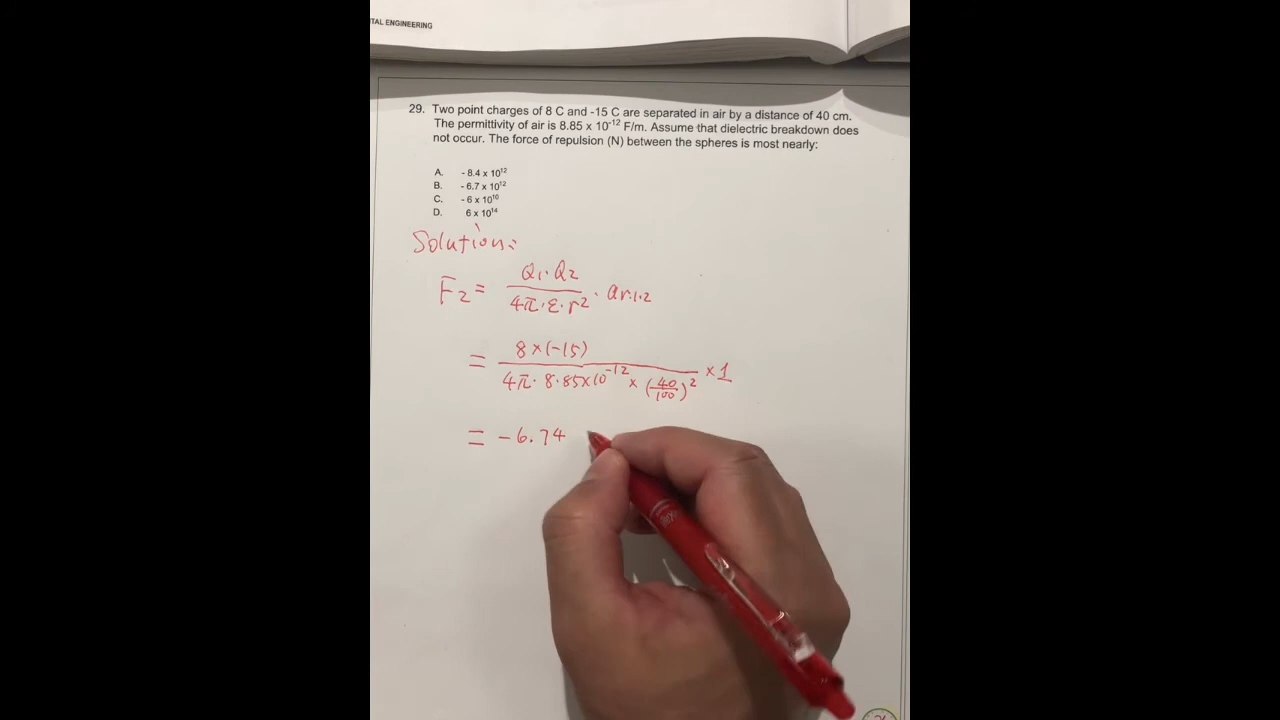 TAL ENGINEERING
29. Two point charges of 8 C and -15 C are separated in air by a distance of 40 cm.
The permittivity of air is 8.85 x 10⁻¹² F/m. Assume that dielectric breakdown does
not occur. The force of repulsion (N) between the spheres is most nearly:
A. - 8.4 x 10¹²
B. - 6.7 x 10¹²
C. - 6 x 10¹⁰
D. 6 x 10¹⁴
Solution:
F₂ = Q₁·Q₂ / 4π·ε·r² · ar.1.2
= 8×(-15) / 4π·8.85×10⁻¹² × (40/100)² × 1
= -6.74